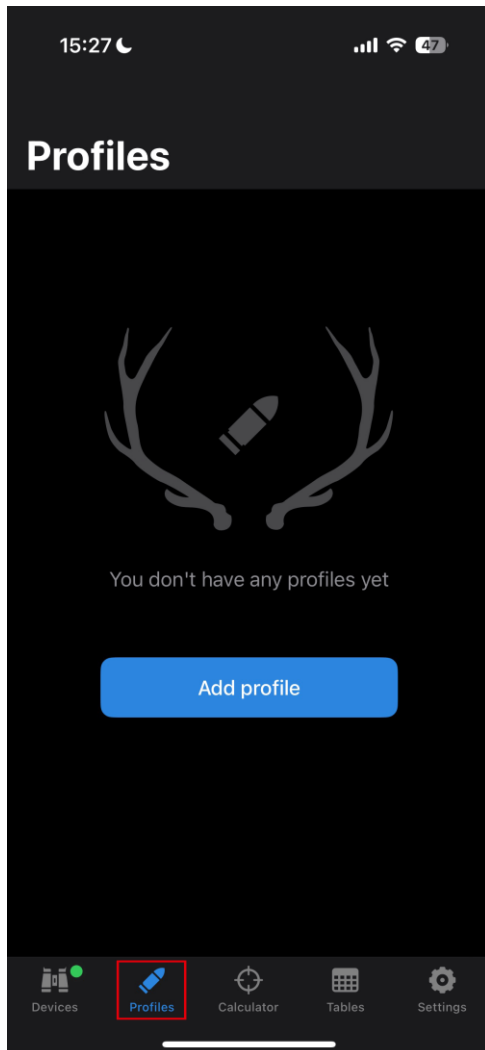 15:27
47
Profiles
You don't have any profiles yet
Add profile
Devices
Profiles
Calculator
Tables
Settings